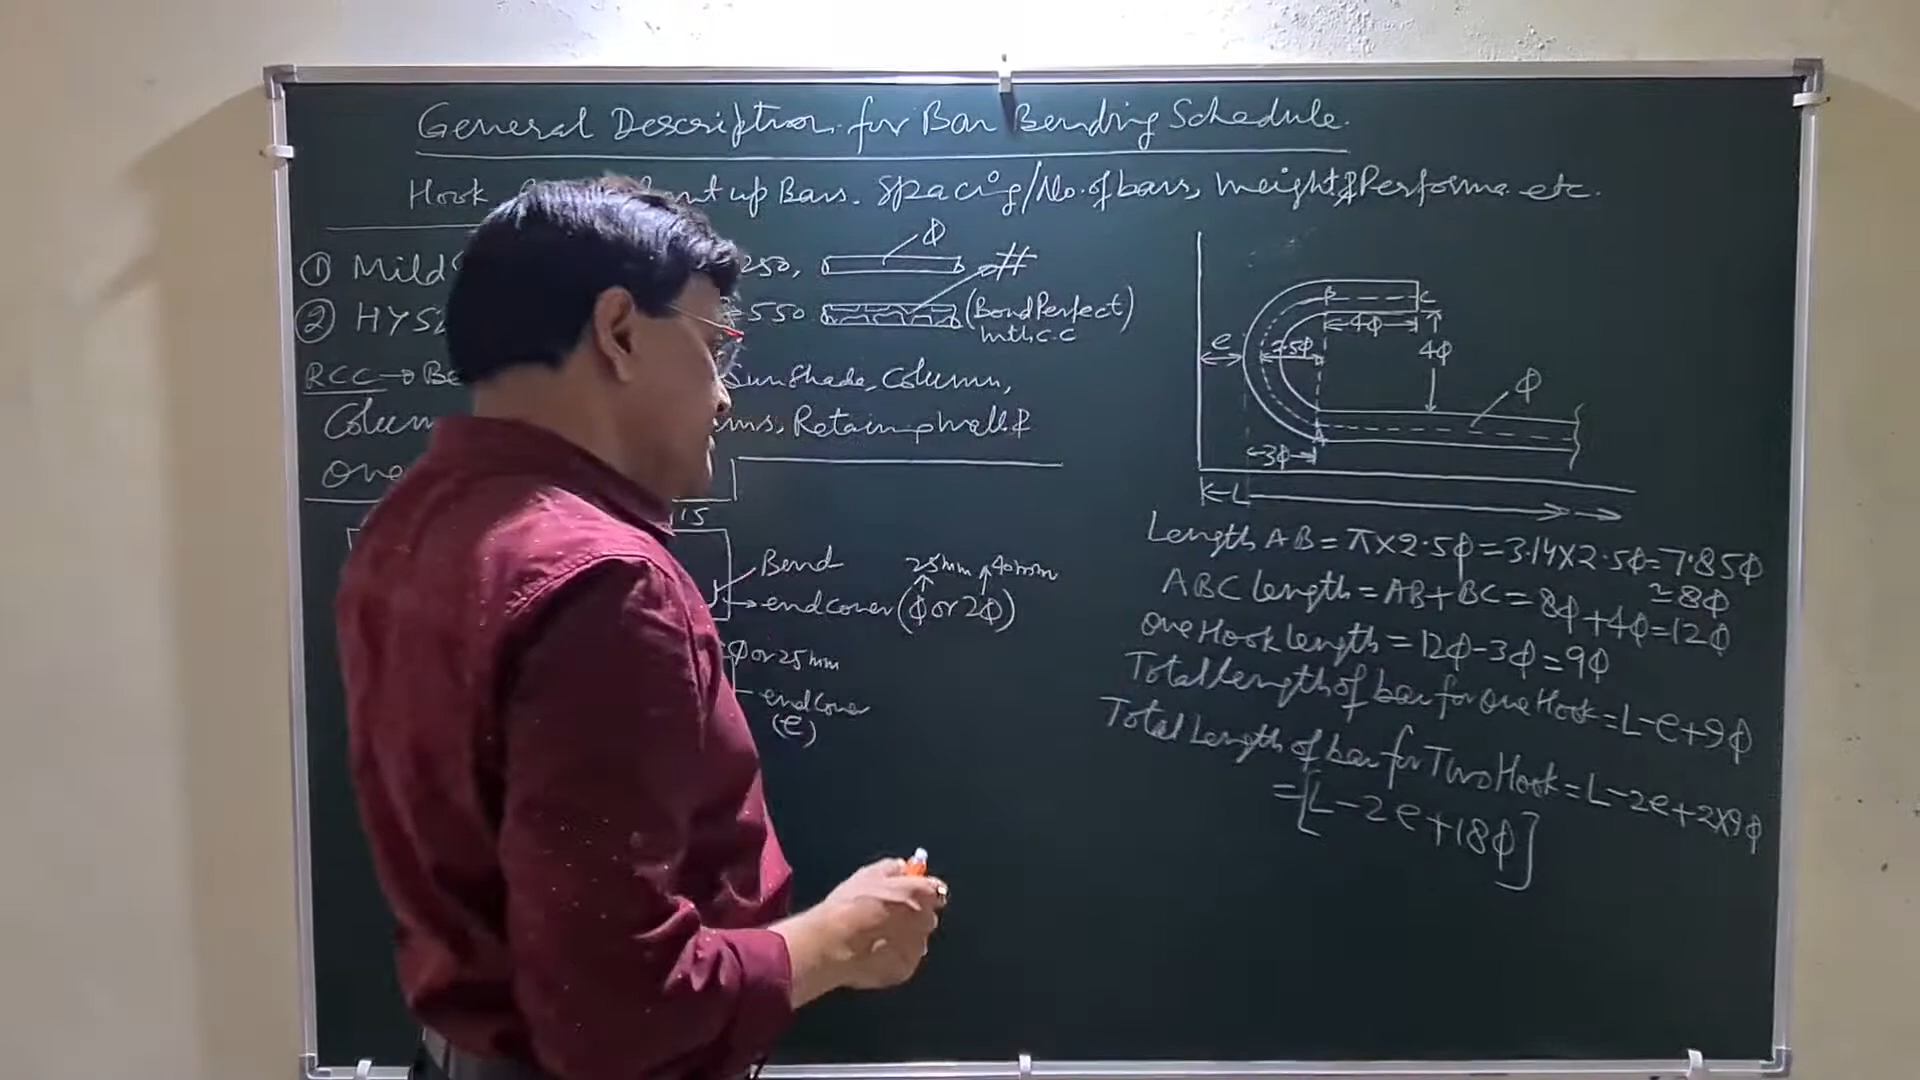 General Description for Bar Bending Schedule.
Hook up Bars. Spacing/No. of bars, Weight & Performa etc.
① Mild 250, Φ
② HYS 550 # (Bond Perfect
with c.c)
RCC → Be Sunshade, Column,
Colum ms, Retaining wall &
Ove
15
Bend
25mm 40mm
end cover (Φ or 2Φ)
Φ or 25mm
end cover
(e)
B C
4Φ
e 2.5Φ 4Φ
Φ
A
3Φ
L
Length AB = π×2.5Φ = 3.14×2.5Φ = 7.85Φ
≈ 8Φ
ABC length = AB + BC = 8Φ + 4Φ = 12Φ
One Hook length = 12Φ - 3Φ = 9Φ
Total length of bar for one Hook = L - e + 9Φ
Total Length of bar for Two Hook = L - 2e + 2×9Φ
= [L - 2e + 18Φ]